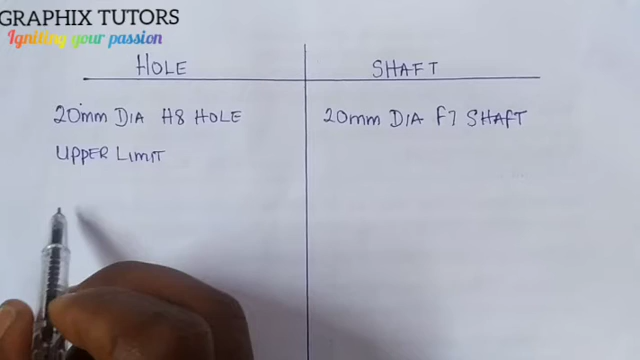 GRAPHIX TUTORS
Igniting your passion
HOLE
SHAFT
20mm DIA H8 HOLE
20mm DIA F7 SHAFT
UPPER LIMIT